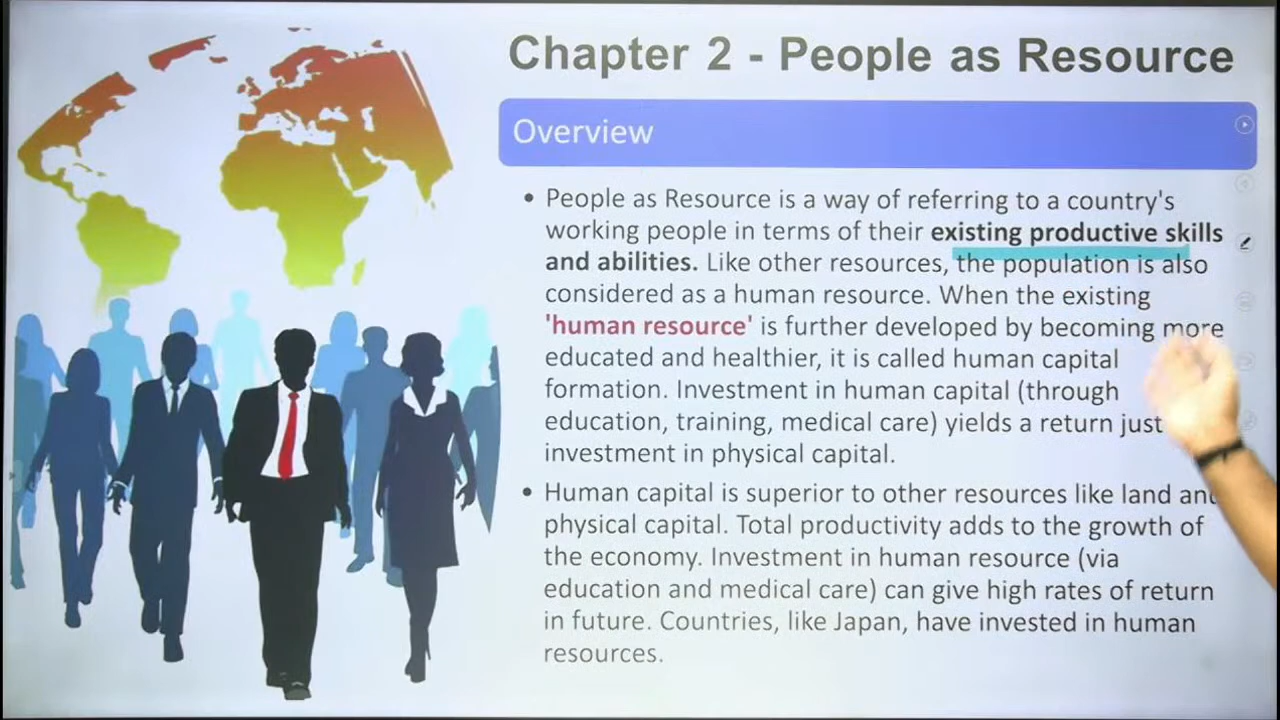 Chapter 2 - People as Resource
Overview
• People as Resource is a way of referring to a country's
working people in terms of their existing productive skills
and abilities. Like other resources, the population is also
considered as a human resource. When the existing
'human resource' is further developed by becoming more
educated and healthier, it is called human capital
formation. Investment in human capital (through
education, training, medical care) yields a return just
investment in physical capital.
• Human capital is superior to other resources like land and
physical capital. Total productivity adds to the growth of
the economy. Investment in human resource (via
education and medical care) can give high rates of return
in future. Countries, like Japan, have invested in human
resources.